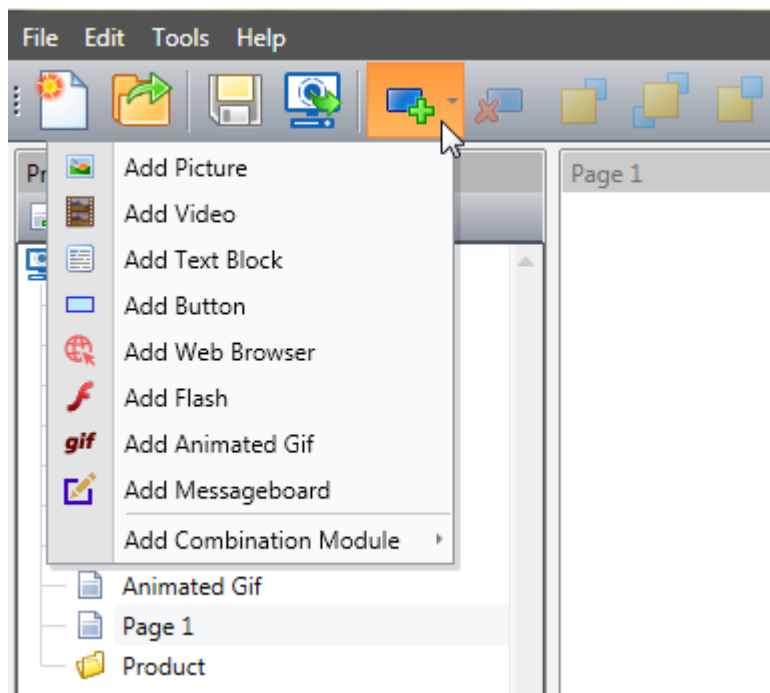 File Edit Tools Help
Pr
Page 1
Add Picture
Add Video
Add Text Block
Add Button
Add Web Browser
Add Flash
gif Add Animated Gif
Add Messageboard
Add Combination Module
Animated Gif
Page 1
Product